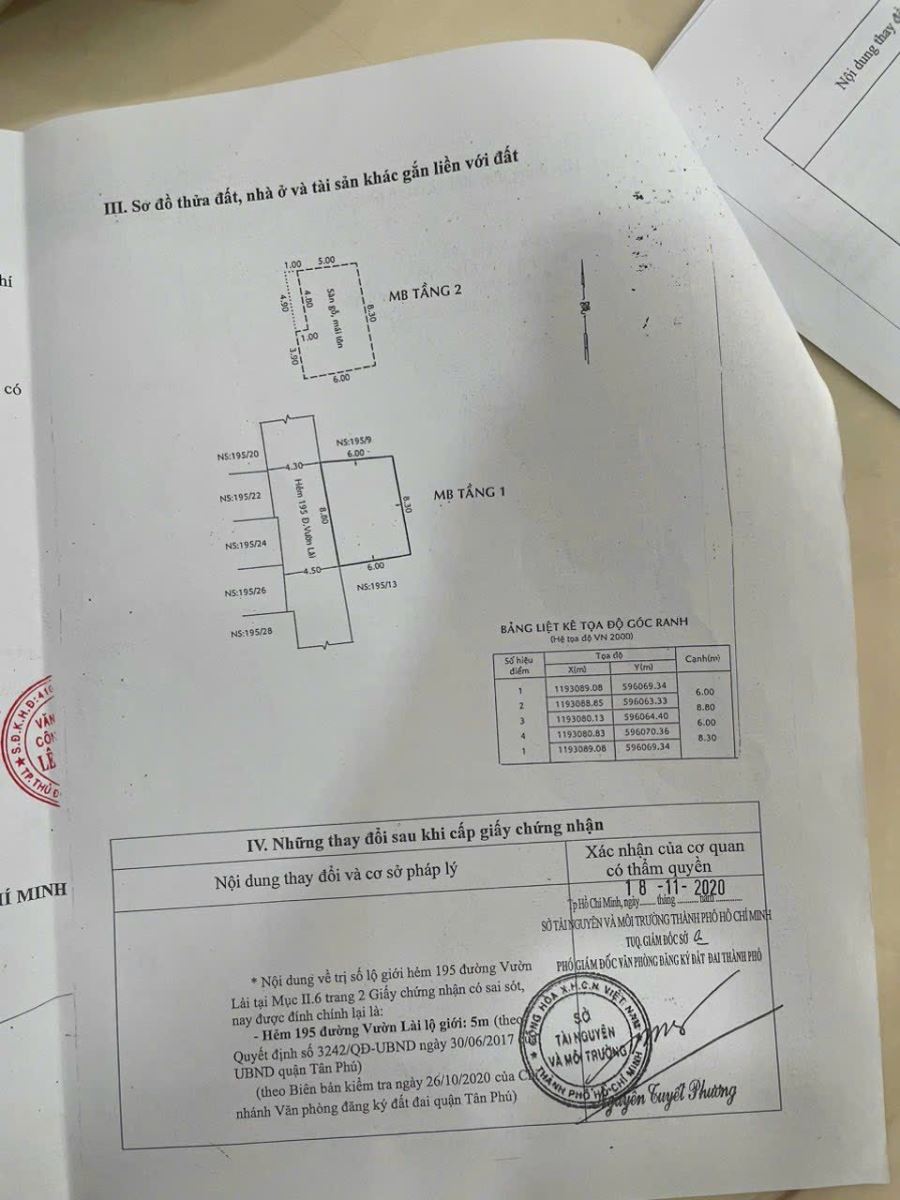 Nội dung thay đổ
hí
có
III. Sơ đồ thửa đất, nhà ở và tài sản khác gắn liền với đất
1.00 5.00
4.90 4.80 Sàn gỗ, mái tôn 8.30
MB TẦNG 2
1.00
3.90
6.00
NS:195/20 NS:195/9
4.30 6.00
NS:195/22
Hẻm 195 Đ.Vườn Lài 8.80 8.30
MB TẦNG 1
NS:195/24
4.50 6.00
NS:195/26 NS:195/13
NS:195/28
BẢNG LIỆT KÊ TỌA ĐỘ GÓC RANH
(Hệ tọa độ VN 2000)
Số hiệu điểm Tọa độ Cạnh(m)
X(m) Y(m)
1 1193089.08 596069.34
6.00
2 1193088.85 596063.33
8.80
3 1193080.13 596064.40
6.00
4 1193080.83 596070.36
8.30
1 1193089.08 596069.34
S.Đ.K.H.Đ:410
VĂN
CÔN
LÊ
TP.THỦ Đ
HÍ MINH
IV. Những thay đổi sau khi cấp giấy chứng nhận
Nội dung thay đổi và cơ sở pháp lý
Xác nhận của cơ quan
có thẩm quyền
18 -11- 2020
Tp Hồ Chí Minh, ngày...... tháng ........... năm ............
SỞ TÀI NGUYÊN VÀ MÔI TRƯỜNG THÀNH PHỐ HỒ CHÍ MINH
TUQ. GIÁM ĐỐC SỞ
PHÓ GIÁM ĐỐC VĂN PHÒNG ĐĂNG KÝ ĐẤT ĐAI THÀNH PHỐ
* Nội dung về trị số lộ giới hẻm 195 đường Vườn
Lài tại Mục II.6 trang 2 Giấy chứng nhận có sai sót,
nay được đính chính lại là:
- Hẻm 195 đường Vườn Lài lộ giới: 5m (theo
Quyết định số 3242/QĐ-UBND ngày 30/06/2017
UBND quận Tân Phú)
(theo Biên bản kiểm tra ngày 26/10/2020 của Ch
nhánh Văn phòng đăng ký đất đai quận Tân Phú)
CỘNG HÒA X.H.C.N. VIỆT NAM
SỞ
TÀI NGUYÊN
VÀ MÔI TRƯỜNG
THÀNH PHỐ HỒ CHÍ MINH
Nguyễn Tuyết Phương